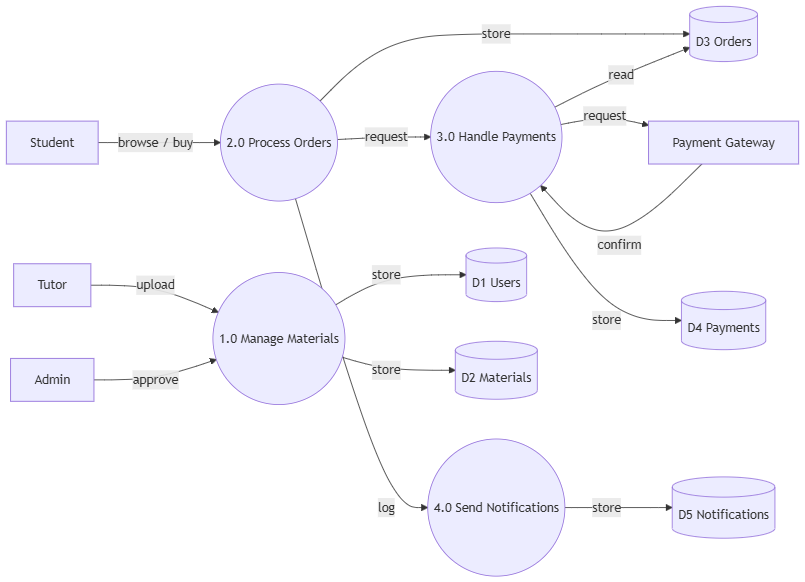 store
D3 Orders
read
request
Student
browse / buy
2.0 Process Orders
request
3.0 Handle Payments
Payment Gateway
confirm
Tutor
upload
store
D1 Users
1.0 Manage Materials
store
D4 Payments
Admin
approve
store
D2 Materials
log
4.0 Send Notifications
store
D5 Notifications